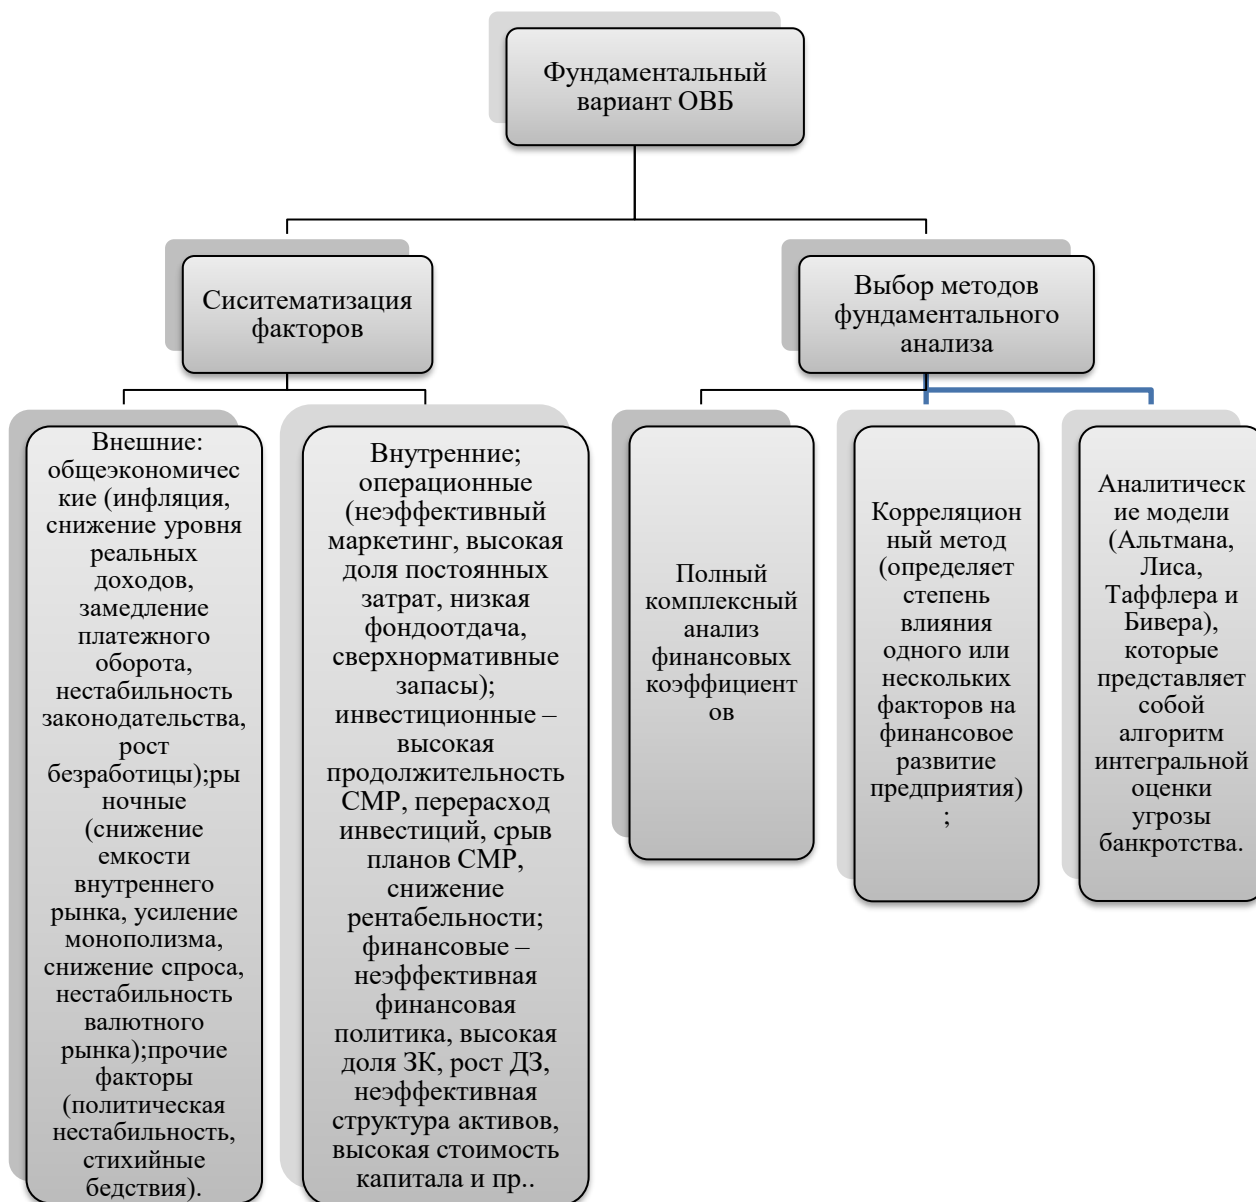 Фундаментальный
вариант ОВБ
Сиситематизация
факторов
Выбор методов
фундаментального
анализа
Внешние:
общеэкономичес
кие (инфляция,
снижение уровня
реальных
доходов,
замедление
платежного
оборота,
нестабильность
законодательства,
рост
безработицы);ры
ночные
(снижение
емкости
внутреннего
рынка, усиление
монополизма,
снижение спроса,
нестабильность
валютного
рынка);прочие
факторы
(политическая
нестабильность,
стихийные
бедствия).
Внутренние;
операционные
(неэффективный
маркетинг, высокая
доля постоянных
затрат, низкая
фондоотдача,
сверхнормативные
запасы);
инвестиционные –
высокая
продолжительность
СМР, перерасход
инвестиций, срыв
планов СМР,
снижение
рентабельности;
финансовые –
неэффективная
финансовая
политика, высокая
доля ЗК, рост ДЗ,
неэффективная
структура активов,
высокая стоимость
капитала и пр..
Полный
комплексный
анализ
финансовых
коэффициент
ов
Корреляцион
ный метод
(определяет
степень
влияния
одного или
нескольких
факторов на
финансовое
развитие
предприятия)
;
Аналитическ
ие модели
(Альтмана,
Лиса,
Таффлера и
Бивера),
которые
представляет
собой
алгоритм
интегральной
оценки
угрозы
банкротства.